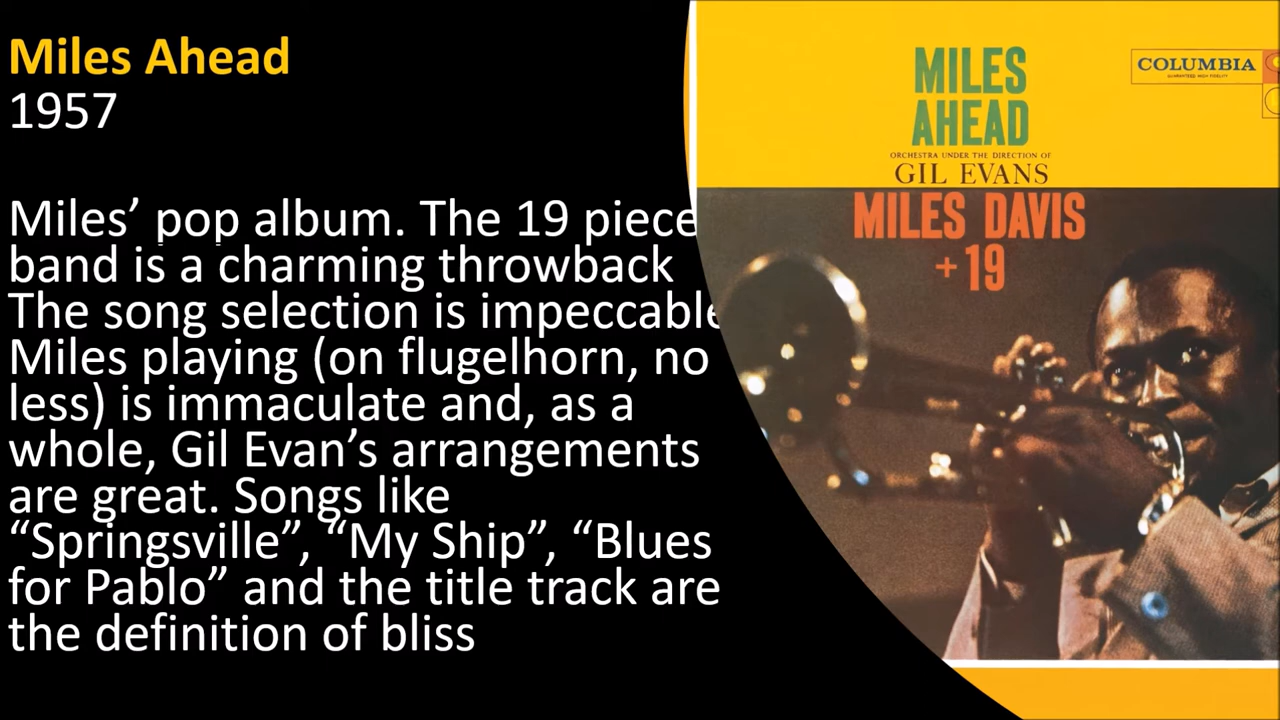 Miles Ahead
1957
Miles’ pop album. The 19 piece
band is a charming throwback
The song selection is impeccable
Miles playing (on flugelhorn, no
less) is immaculate and, as a
whole, Gil Evan’s arrangements
are great. Songs like
“Springsville”, “My Ship”, “Blues
for Pablo” and the title track are
the definition of bliss
MILES
AHEAD
ORCHESTRA UNDER THE DIRECTION OF
GIL EVANS
MILES DAVIS
+ 19
COLUMBIA
GUARANTEED HIGH FIDELITY